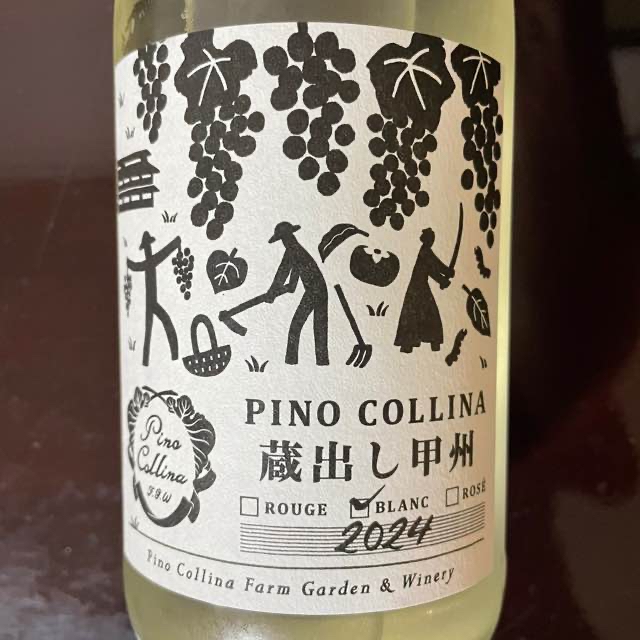 PINO COLLINA
蔵出し甲州
ROUGE BLANC ROSÉ
2024
Pino
Collina
F.G.W
Pino Collina Farm Garden & Winery